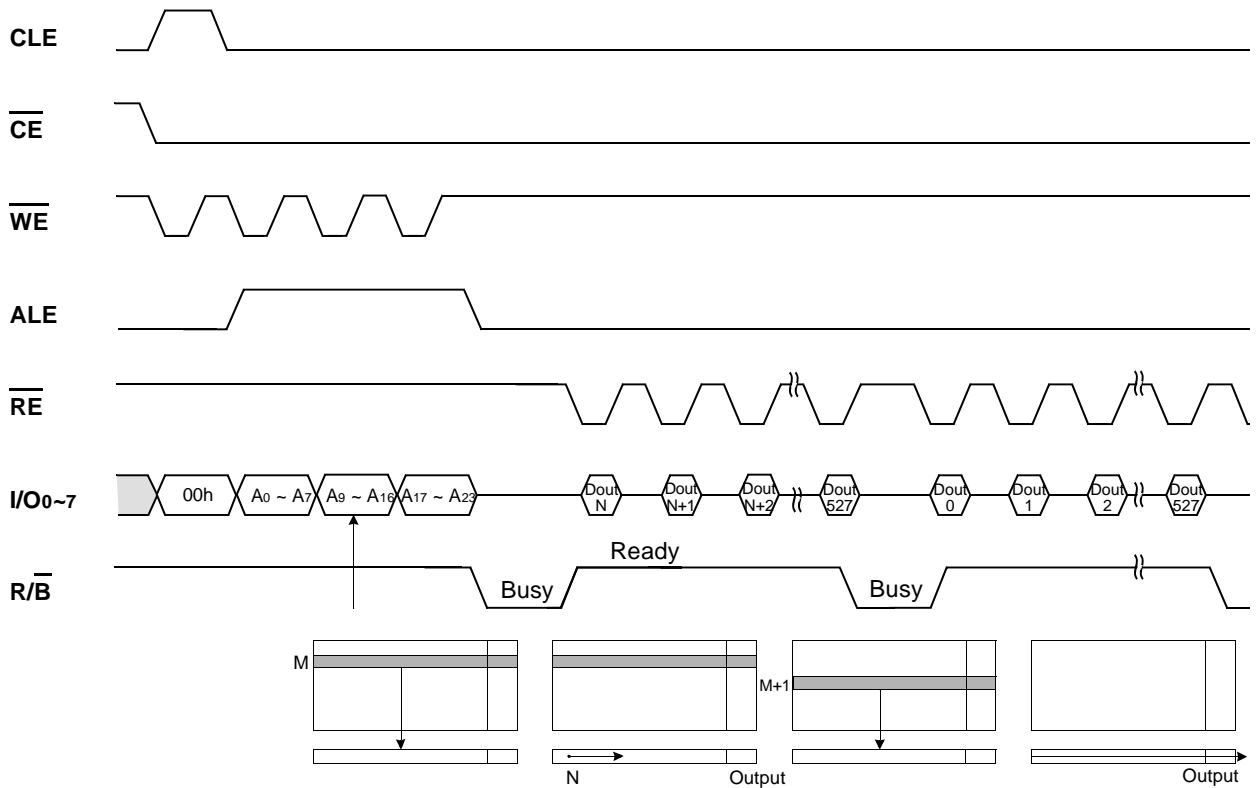 CLE
CE
WE
ALE
RE
I/O0~7
00h
A0 ~ A7
A9 ~ A16
A17 ~ A23
Dout
N
Dout
N+1
Dout
N+2
Dout
527
Dout
0
Dout
1
Dout
2
Dout
527
R/B
Busy
Ready
Busy
M
M+1
N
Output
Output